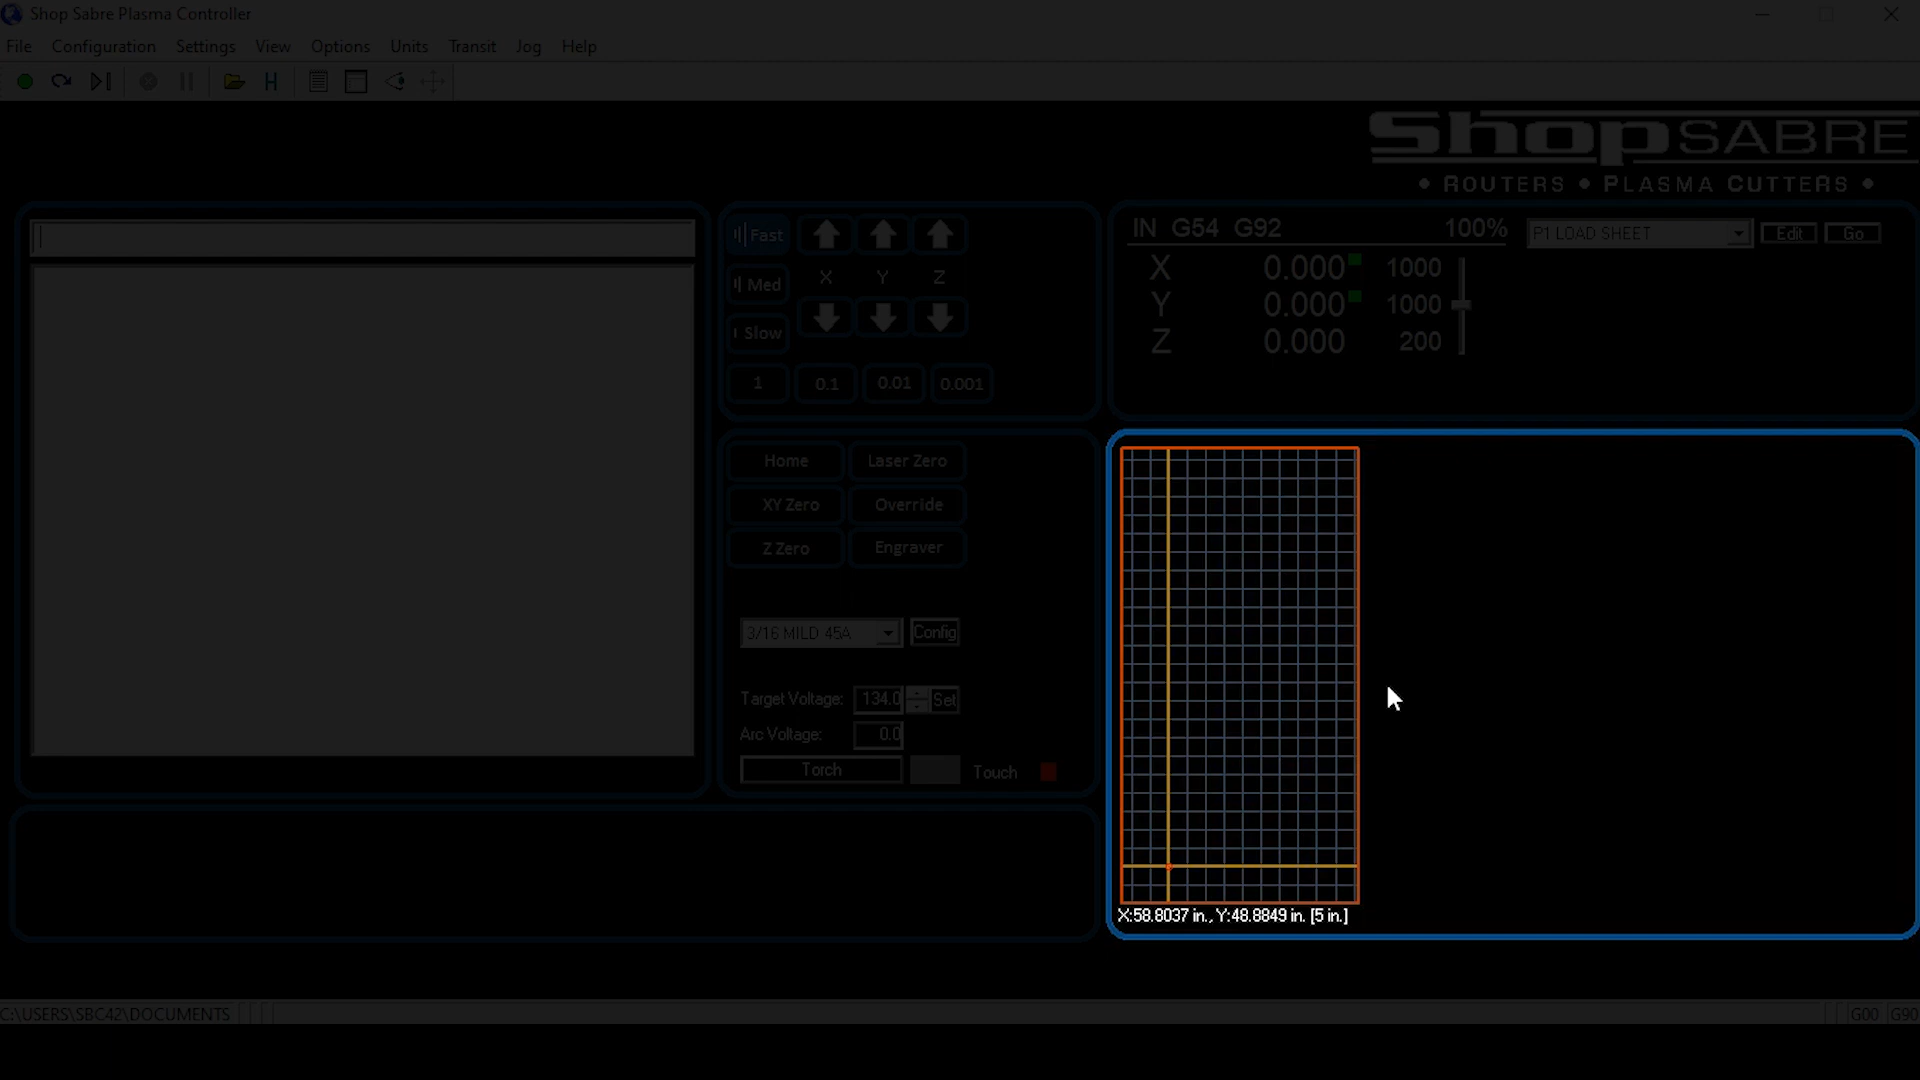 Shop Sabre Plasma Controller
File Configuration Settings View Options Units Transit Jog Help
H
ShopSABRE
• ROUTERS • PLASMA CUTTERS •
Fast
Med
Slow
X Y Z
1 0.1 0.01 0.001
IN G54 G92 100%
X 0.000 1000
Y 0.000 1000
Z 0.000 200
P1 LOAD SHEET Edit Go
Home Laser Zero
XY Zero Override
Z Zero Engraver
3/16 MILD 45A Config
Target Voltage: 134.0 Set
Arc Voltage: 0.0
Torch Touch
X:58.8037 in., Y:48.8849 in. [5 in.]
C:\USERS\SBC42\DOCUMENTS G00 G90